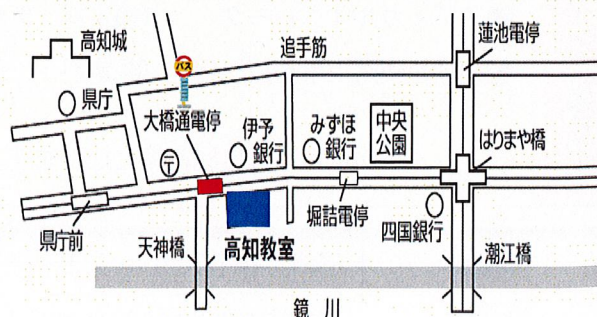 高知城
追手筋
蓮池電停
バス
県庁
大橋通電停
伊予
銀行
みずほ
銀行
中央
公園
はりまや橋
〒
県庁前
天神橋
高知教室
堀詰電停
四国銀行
潮江橋
鏡川